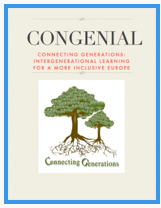 CONGENIAL
CONNECTING GENERATIONS:
INTERGENERATIONAL LEARNING
FOR A MORE INCLUSIVE EUROPE
Connecting Generations